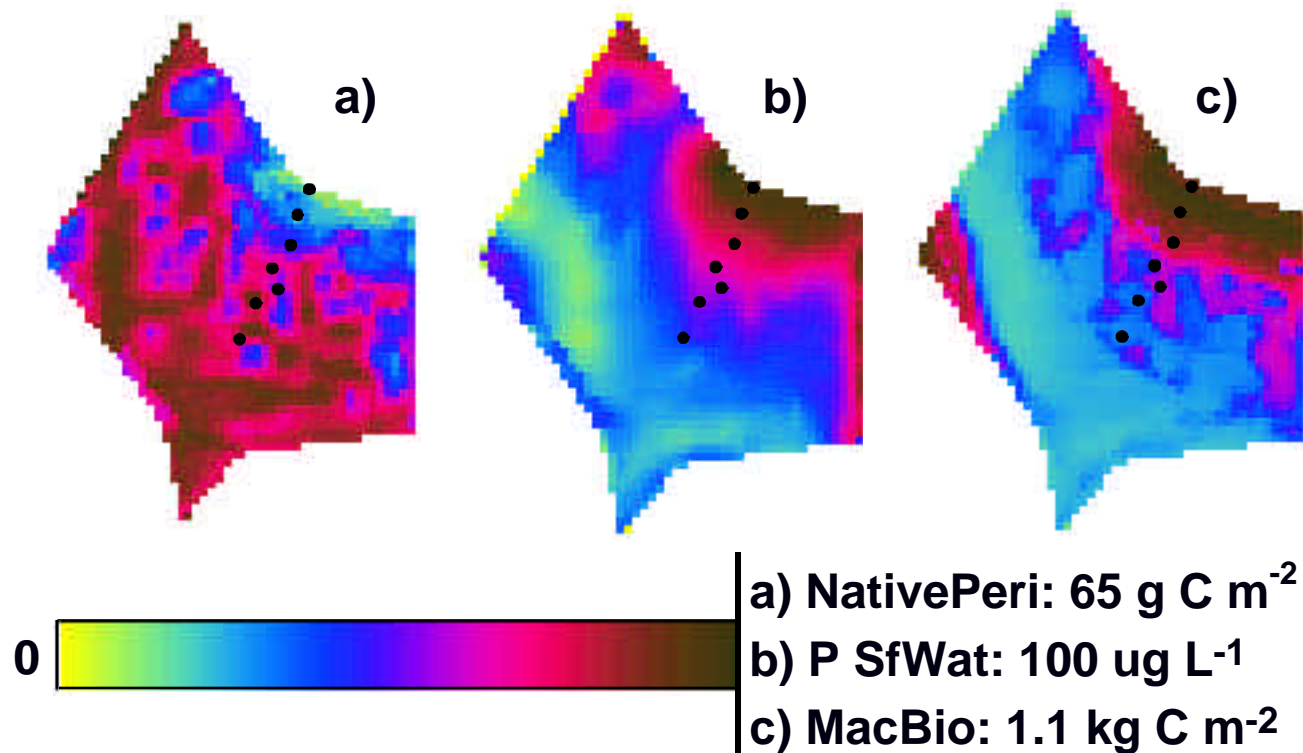 a)
b)
c)
0
a) NativePeri: 65 g C m-2
b) P SfWat: 100 ug L-1
c) MacBio: 1.1 kg C m-2